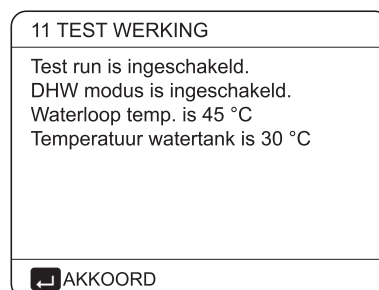 11 TEST WERKING
Test run is ingeschakeld.
DHW modus is ingeschakeld.
Waterloop temp. is 45 °C
Temperatuur watertank is 30 °C
AKKOORD